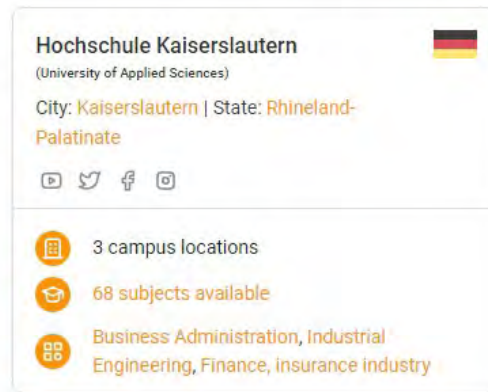 Hochschule Kaiserslautern
(University of Applied Sciences)
City: Kaiserslautern | State: Rhineland-
Palatinate
3 campus locations
68 subjects available
Business Administration, Industrial
Engineering, Finance, insurance industry